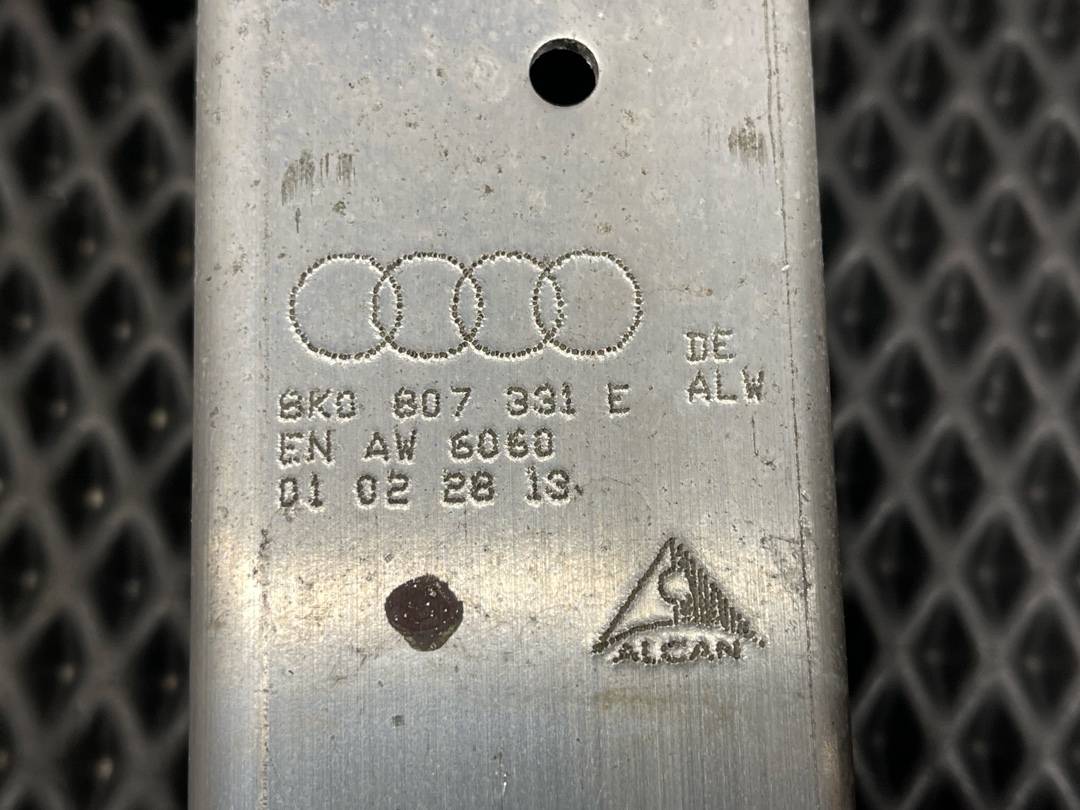 DE
ALW
8K0 807 331 E
EN AW 6060
01 02 28 13
ALCAN